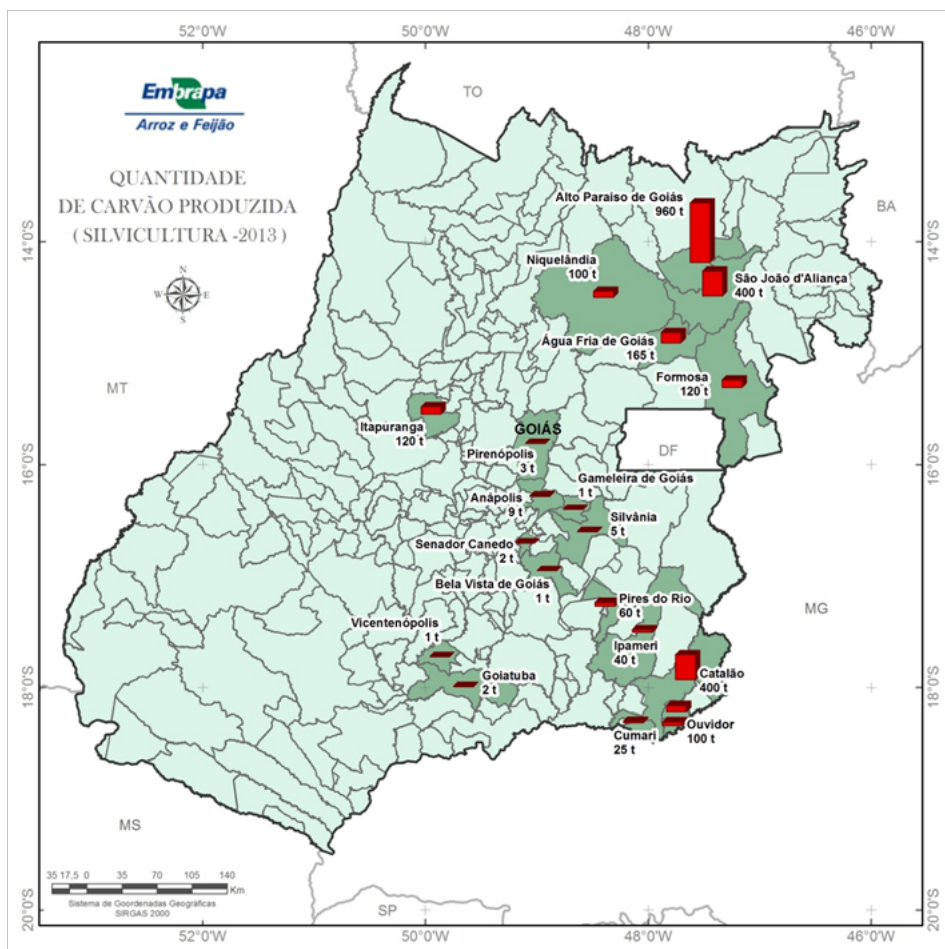 52°0'W 50°0'W 48°0'W 46°0'W
Embrapa
Arroz e Feijão
QUANTIDADE
DE CARVÃO PRODUZIDA
( SILVICULTURA -2013 )
N
W E
S
TO
BA
MT
DF
MG
MS
SP
14°0'S 14°0'S
16°0'S 16°0'S
18°0'S 18°0'S
20°0'S 20°0'S
Alto Paraiso de Goiás
960 t
Niquelândia
100 t
São João d'Aliança
400 t
Água Fria de Goiás
165 t
Formosa
120 t
Itapuranga
120 t
GOIÁS
Pirenópolis
3 t
Gameleira de Goiás
1 t
Anápolis
9 t
Silvânia
5 t
Senador Canedo
2 t
Bela Vista de Goiás
1 t
Pires do Rio
60 t
Vicentenópolis
1 t
Ipameri
40 t
Goiatuba
2 t
Catalão
400 t
Ouvidor
100 t
Cumari
25 t
35 17,5 0 35 70 105 140
Km
Sistema de Goordenadas Geográficas
SIRGAS 2000
52°0'W 50°0'W 48°0'W 46°0'W